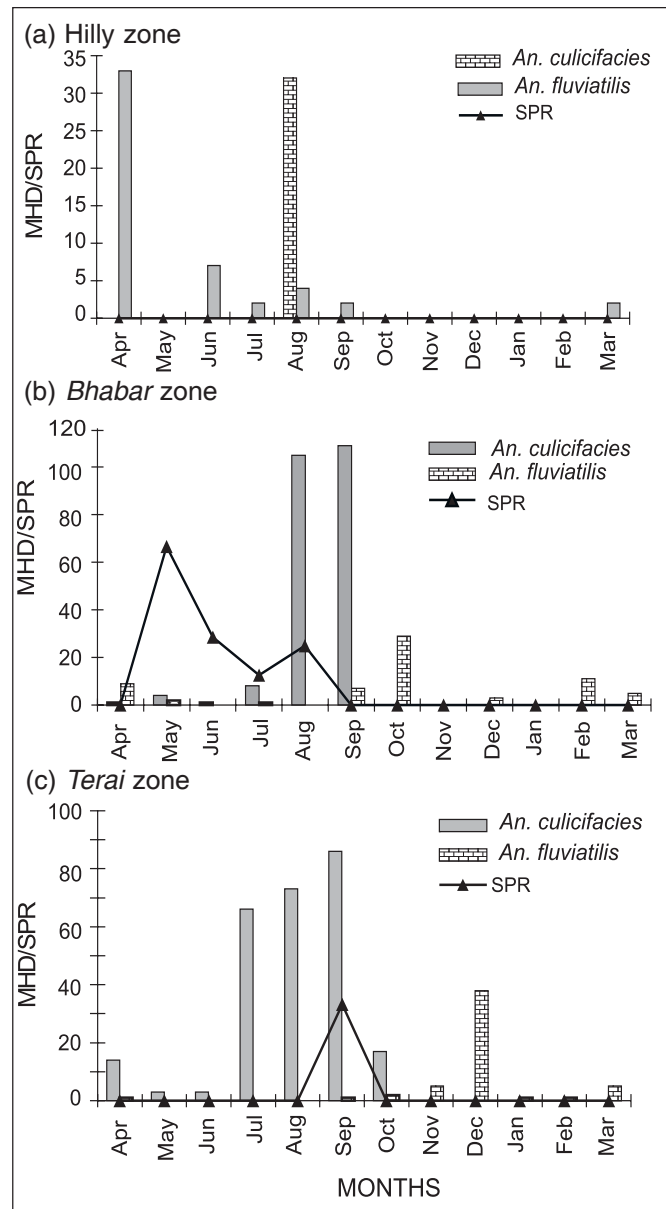 (a) Hilly zone
35
30
25
20
15
10
5
0
MHD/SPR
An. culicifacies
An. fluviatilis
SPR
Apr May Jun Jul Aug Sep Oct Nov Dec Jan Feb Mar
(b) Bhabar zone
120
100
80
60
40
20
0
MHD/SPR
An. culicifacies
An. fluviatilis
SPR
Apr May Jun Jul Aug Sep Oct Nov Dec Jan Feb Mar
(c) Terai zone
100
80
60
40
20
0
MHD/SPR
An. culicifacies
An. fluviatilis
SPR
Apr May Jun Jul Aug Sep Oct Nov Dec Jan Feb Mar
MONTHS